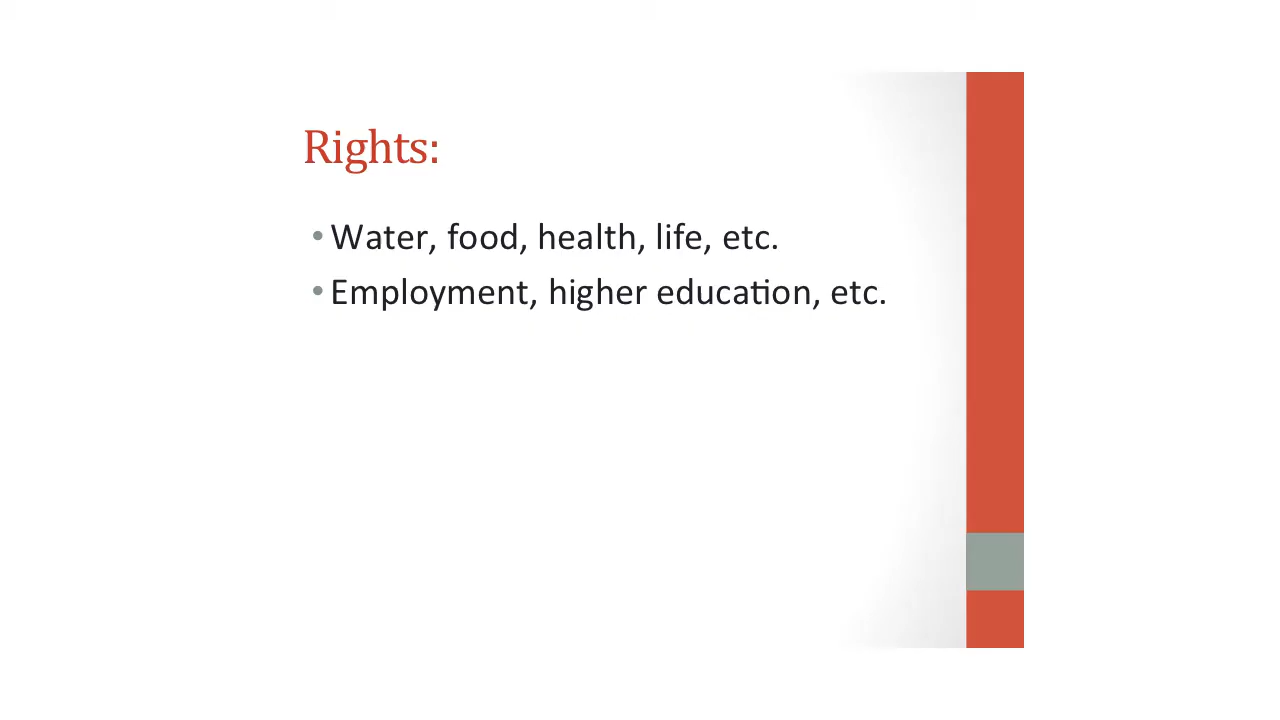 Rights:
• Water, food, health, life, etc.
• Employment, higher education, etc.